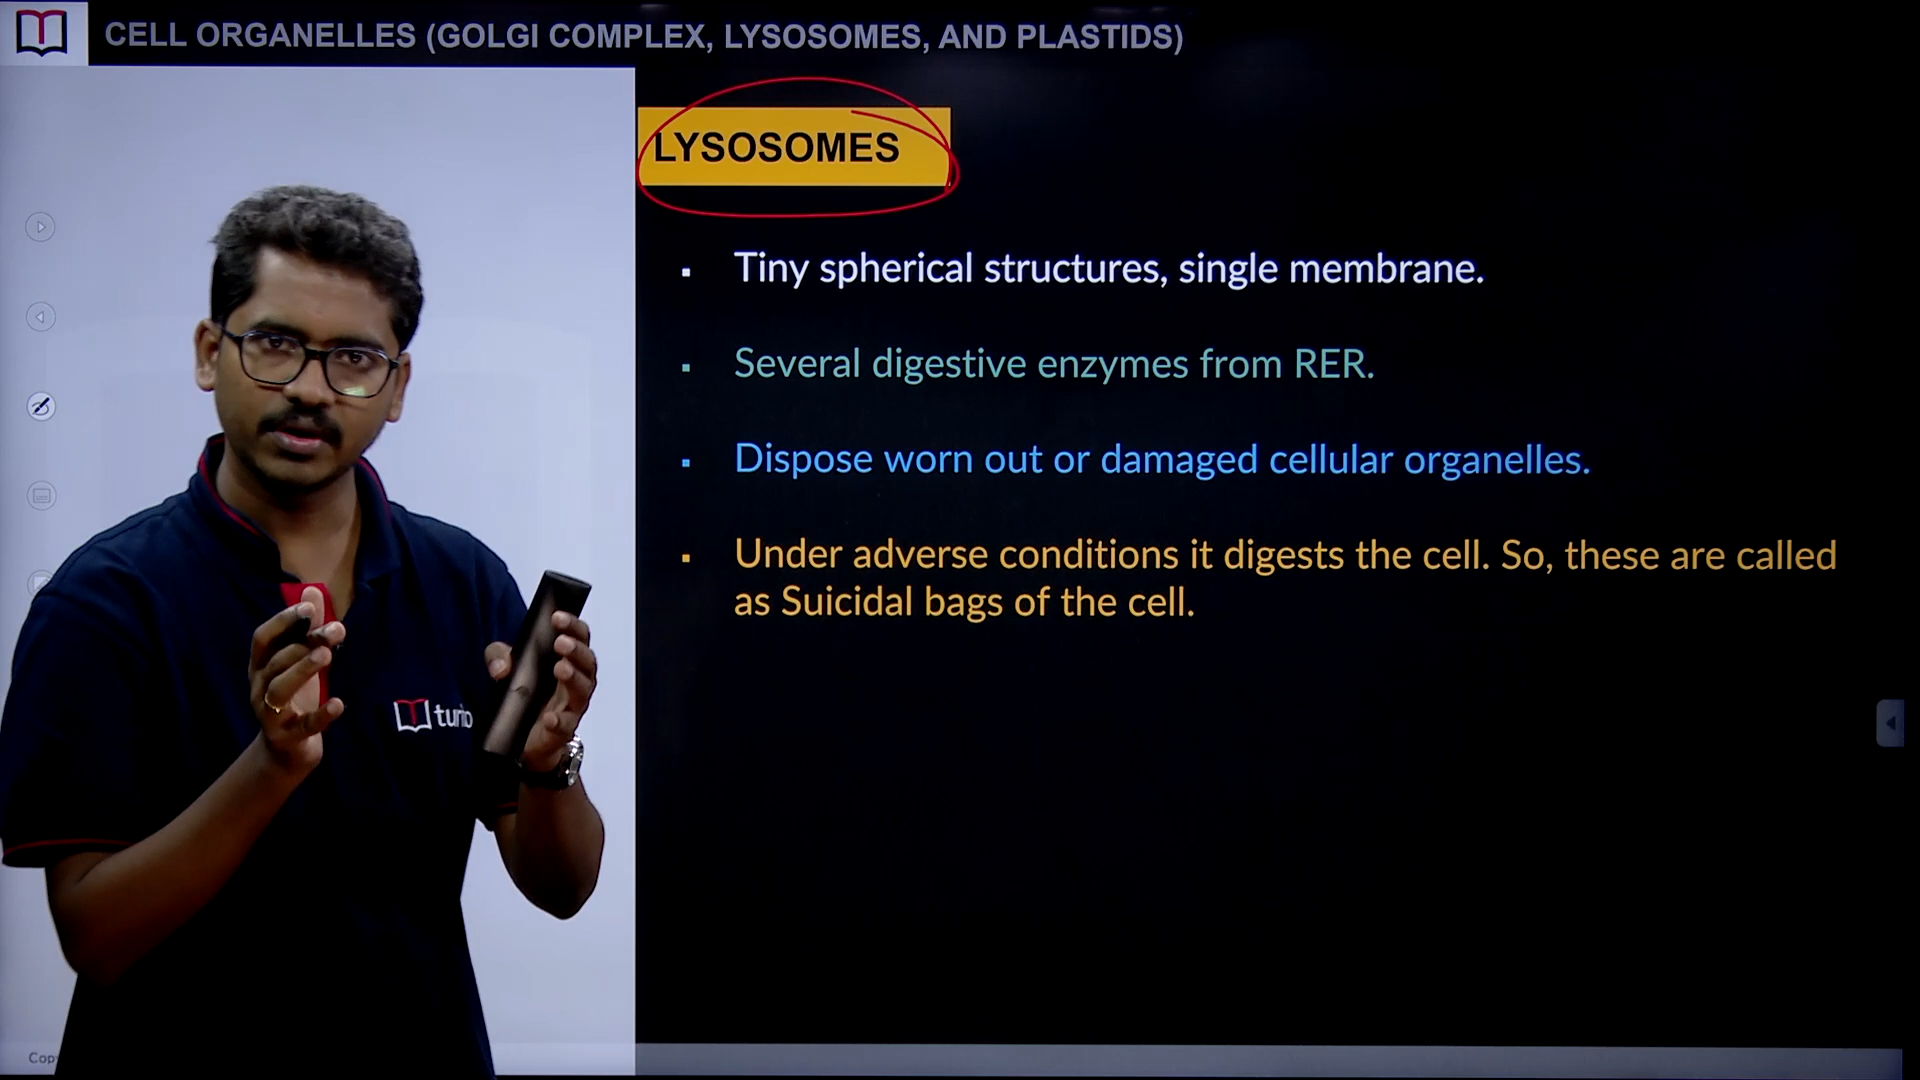 CELL ORGANELLES (GOLGI COMPLEX, LYSOSOMES, AND PLASTIDS)
LYSOSOMES
▪ Tiny spherical structures, single membrane.
▪ Several digestive enzymes from RER.
▪ Dispose worn out or damaged cellular organelles.
▪ Under adverse conditions it digests the cell. So, these are called
as Suicidal bags of the cell.